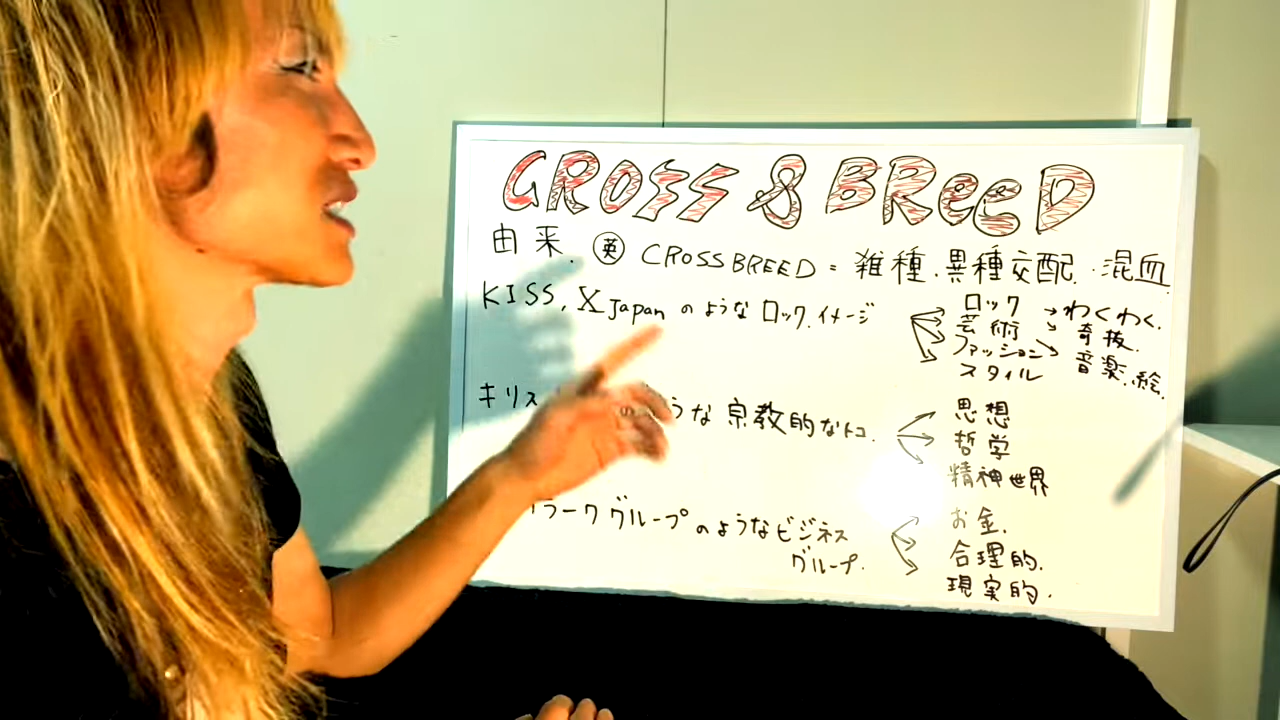 CROSS & BREED
由来. 英 CROSSBREED = 雑種.異種交配.混血
KISS, X Japan のようなロック.イメージ
ロック → わくわく.
芸術 → 奇抜.
ファッション → 音楽.絵
スタイル
キリス
うな宗教的なトコ.
思想
哲学
精神世界
ラークグループのようなビジネス
グループ.
お金.
合理的.
現実的.